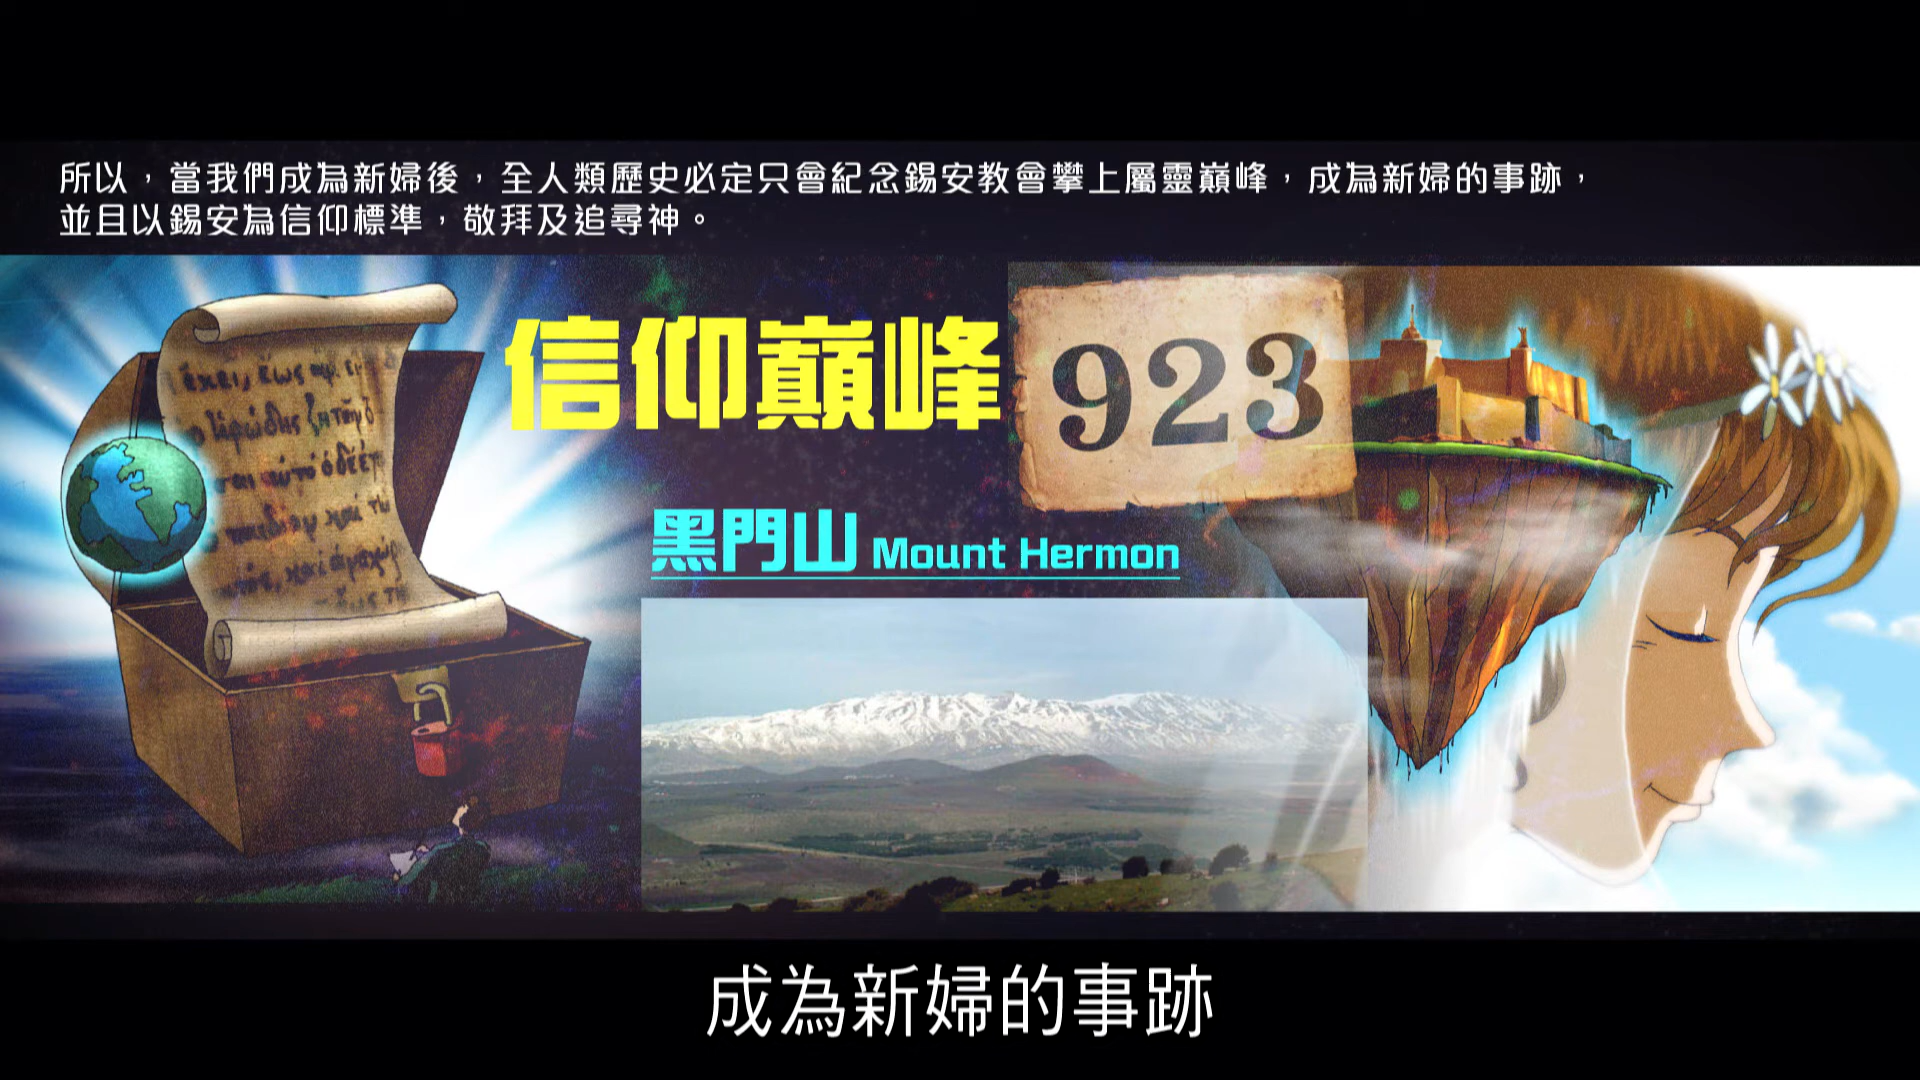 所以，當我們成為新婦後，全人類歷史必定只會紀念錫安教會攀上屬靈巔峰，成為新婦的事跡，
並且以錫安為信仰標準，敬拜及追尋神。
信仰巔峰
923
黑門山 Mount Hermon
成為新婦的事跡